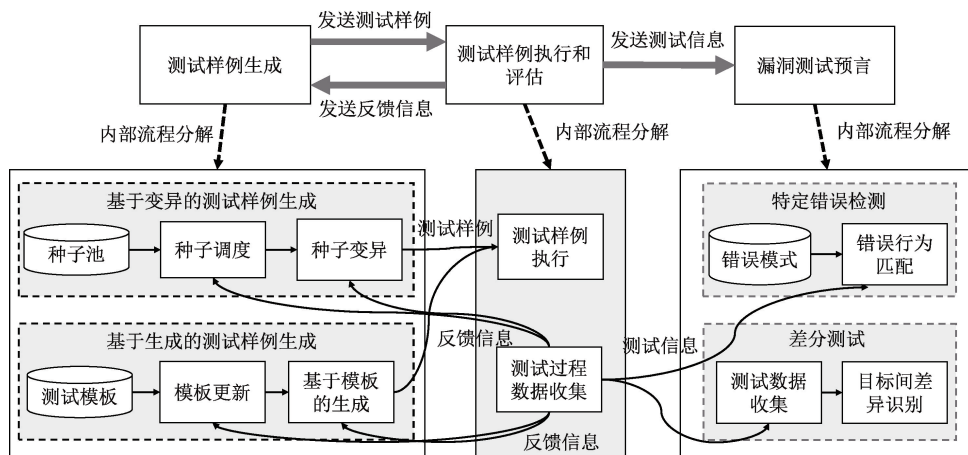 发送测试样例
测试样例生成
发送反馈信息
测试样例执行和
评估
发送测试信息
漏洞测试预言
内部流程分解
内部流程分解
内部流程分解
基于变异的测试样例生成
种子池
种子调度
种子变异
测试样例
测试样例
执行
特定错误检测
错误模式
错误行为
匹配
基于生成的测试样例生成
测试模板
模板更新
基于模板
的生成
反馈信息
测试过程
数据收集
反馈信息
测试信息
差分测试
测试数据
收集
目标间差
异识别